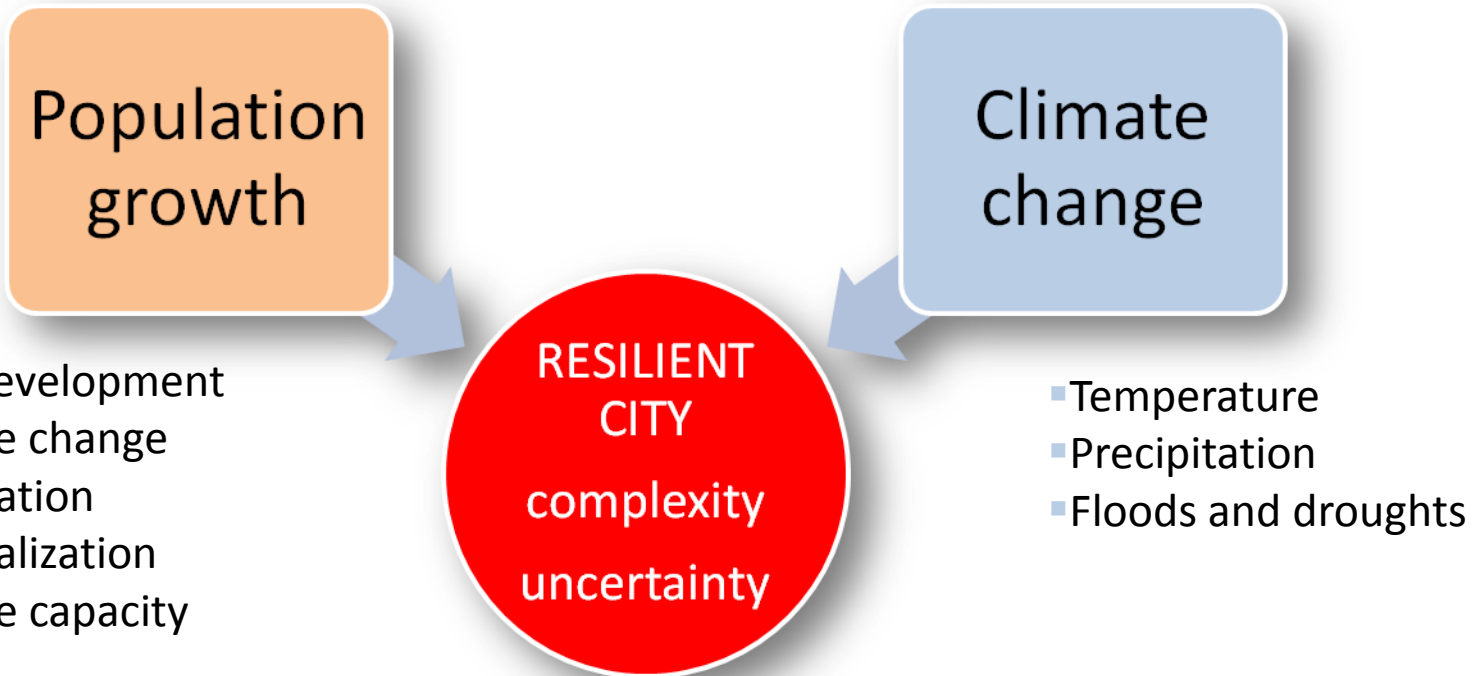 Population
growth
Climate
change
RESILIENT
CITY
complexity
uncertainty
evelopment
e change
ation
alization
e capacity
Temperature
Precipitation
Floods and droughts